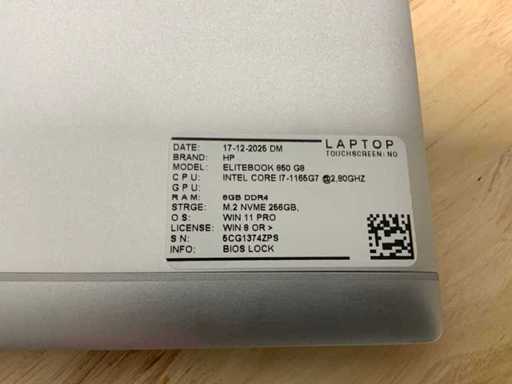 LAPTOP
TOUCHSCREEN: NO
DATE: 17-12-2025 DM
BRAND: HP
MODEL: ELITEBOOK 650 G8
CPU: INTEL CORE I7-1165G7 @2,80GHZ
GPU:
RAM: 8GB DDR4
STRGE: M.2 NVME 256GB,
OS: WIN 11 PRO
LICENSE: WIN 8 OR >
SN: 5CG1374ZPS
INFO: BIOS LOCK